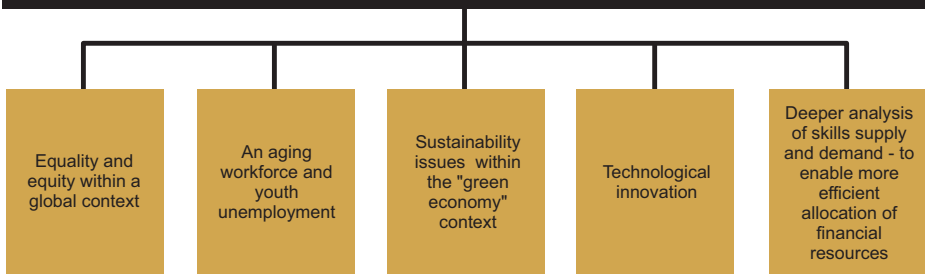 Equality and
equity within a
global context
An aging
workforce and
youth
unemployment
Sustainability
issues within
the "green
economy"
context
Technological
innovation
Deeper analysis
of skills supply
and demand - to
enable more
efficient
allocation of
financial
resources